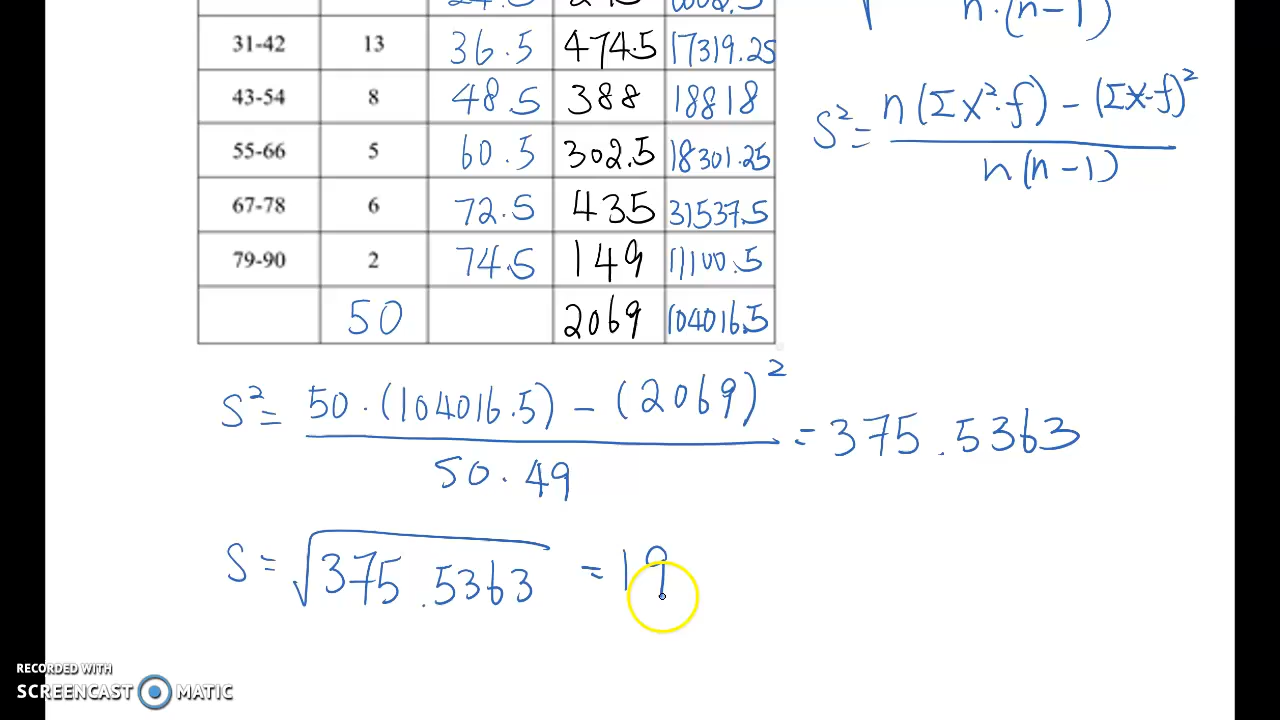 n·(n-1)
31-42 13 36.5 474.5 17319.25
43-54 8 48.5 388 18818
55-66 5 60.5 302.5 18301.25
67-78 6 72.5 435 31537.5
79-90 2 74.5 149 11100.5
50 2069 104016.5
S² = n(Σx²·f) - (Σx·f)² / n(n-1)
S² = 50·(104016.5) - (2069)² / 50·49 = 375.5363
S = √375.5363 = 19
RECORDED WITH
SCREENCAST MATIC